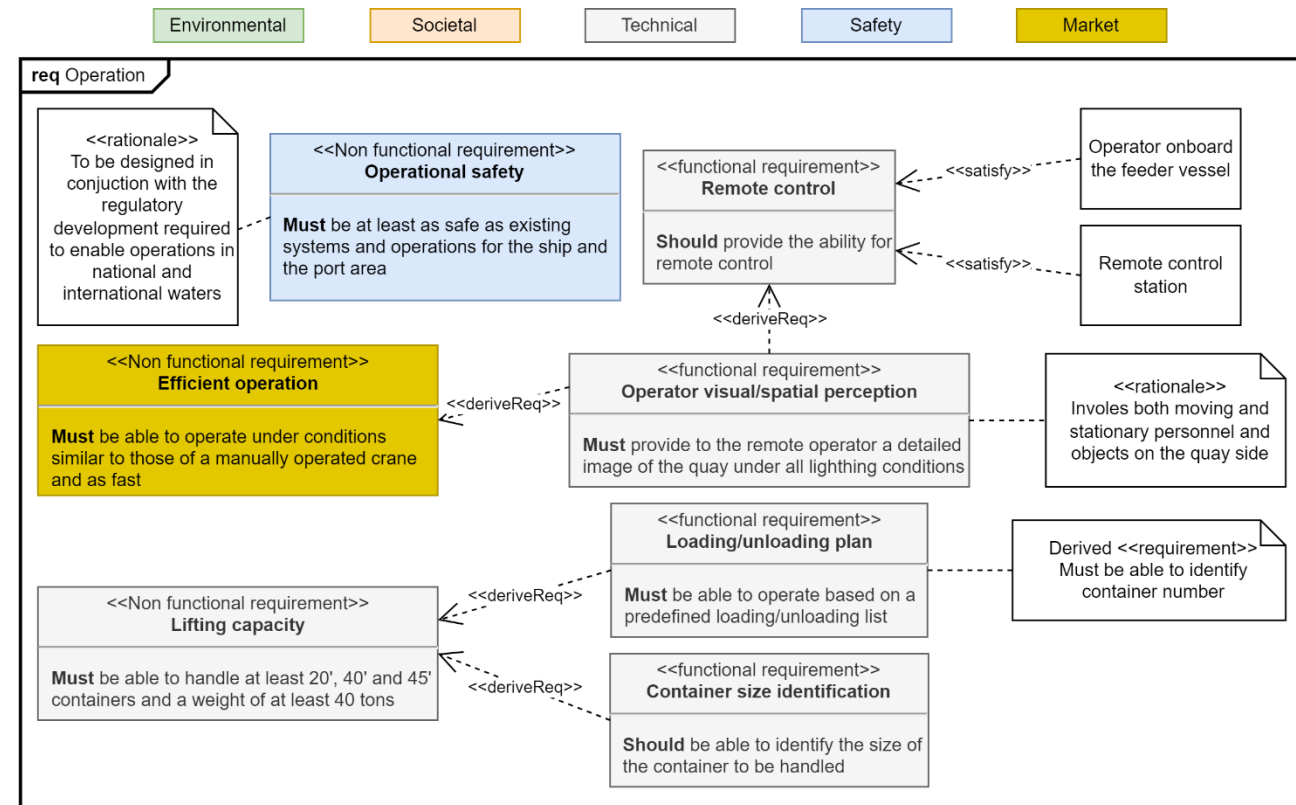 Environmental
Societal
Technical
Safety
Market
req Operation
<<rationale>>
To be designed in
conjuction with the
regulatory
development required
to enable operations in
national and
international waters
<<Non functional requirement>>
Operational safety
Must be at least as safe as existing
systems and operations for the ship and
the port area
<<functional requirement>>
Remote control
Should provide the ability for
remote control
<<satisfy>>
Operator onboard
the feeder vessel
<<satisfy>>
Remote control
station
<<deriveReq>>
<<Non functional requirement>>
Efficient operation
Must be able to operate under conditions
similar to those of a manually operated crane
and as fast
<<deriveReq>>
<<functional requirement>>
Operator visual/spatial perception
Must provide to the remote operator a detailed
image of the quay under all lighthing conditions
<<rationale>>
Involes both moving and
stationary personnel and
objects on the quay side
<<functional requirement>>
Loading/unloading plan
Must be able to operate based on a
predefined loading/unloading list
Derived <<requirement>>
Must be able to identify
container number
<<deriveReq>>
<<Non functional requirement>>
Lifting capacity
Must be able to handle at least 20', 40' and 45'
containers and a weight of at least 40 tons
<<deriveReq>>
<<functional requirement>>
Container size identification
Should be able to identify the size of
the container to be handled